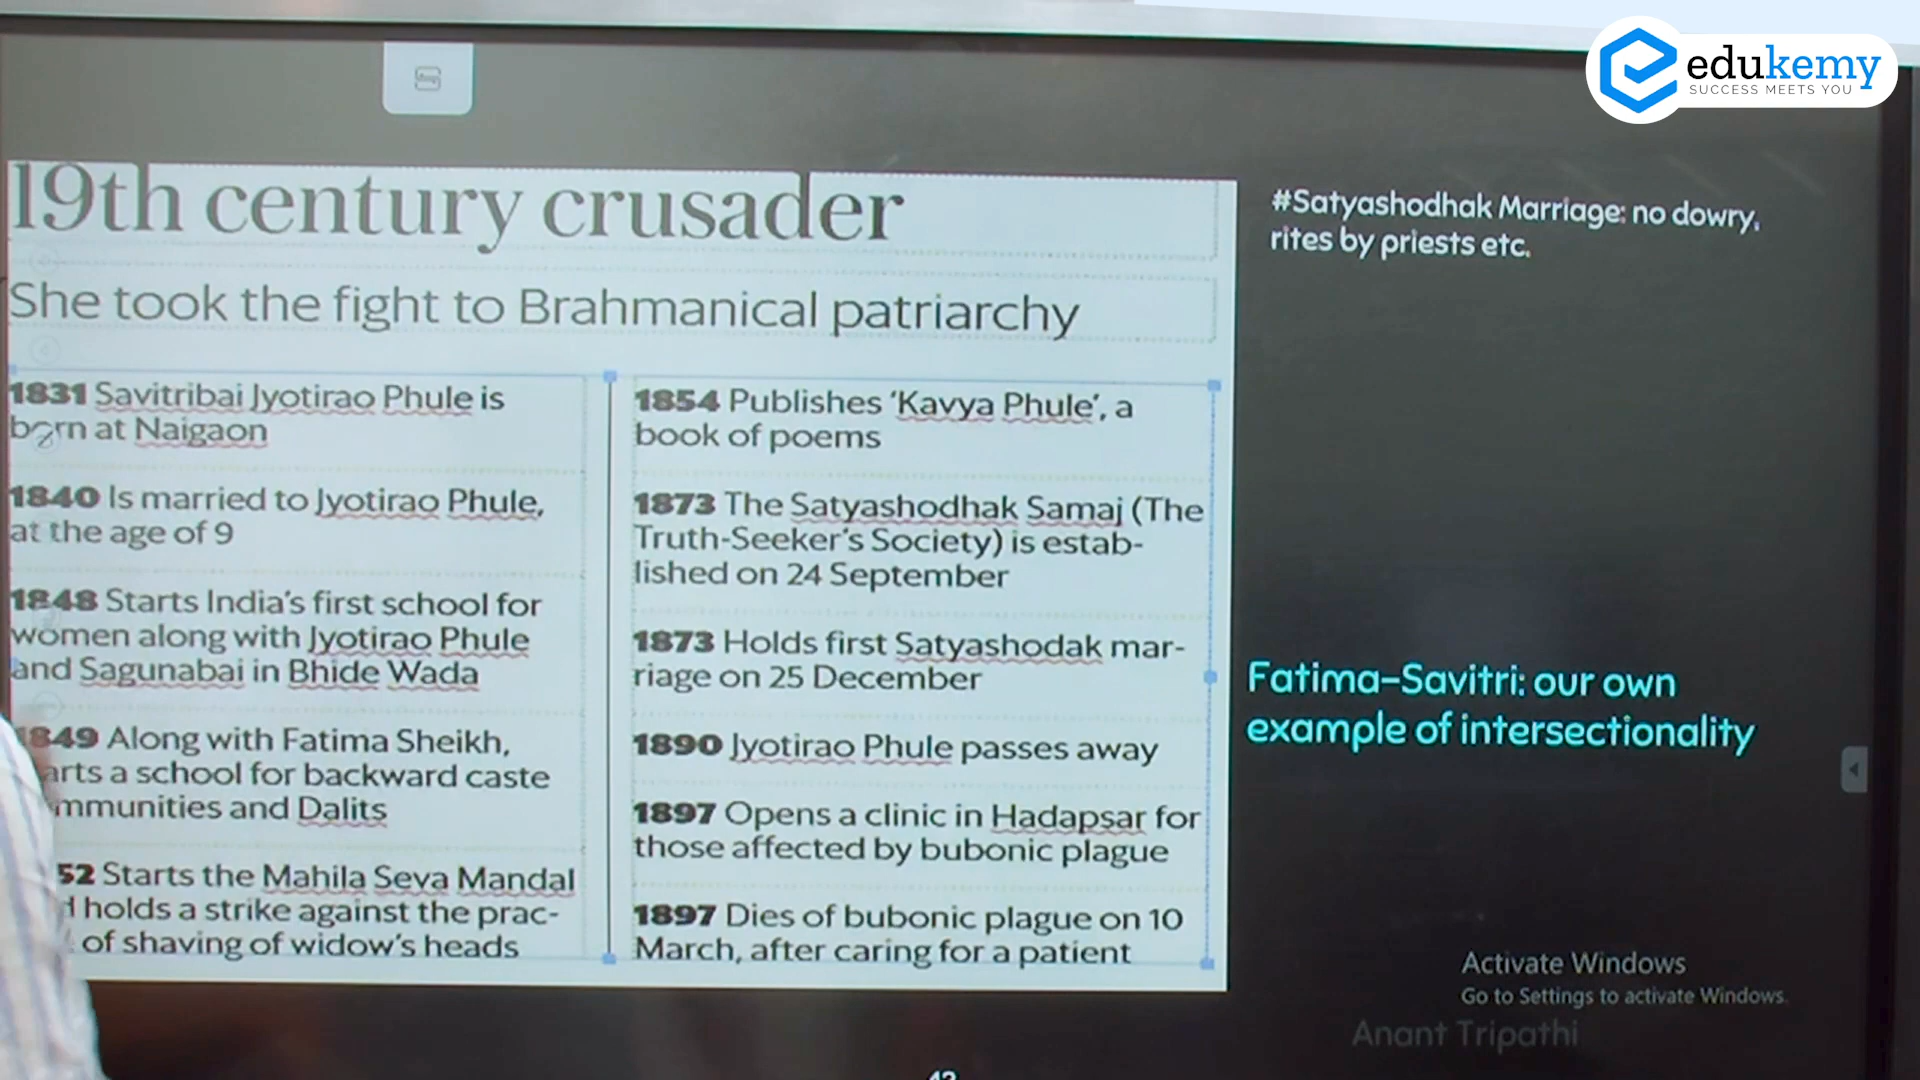 edukemy
SUCCESS MEETS YOU
19th century crusader
She took the fight to Brahmanical patriarchy
1831 Savitribai Jyotirao Phule is
born at Naigaon
1840 Is married to Jyotirao Phule,
at the age of 9
1848 Starts India's first school for
women along with Jyotirao Phule
and Sagunabai in Bhide Wada
1849 Along with Fatima Sheikh,
arts a school for backward caste
mmunities and Dalits
52 Starts the Mahila Seva Mandal
holds a strike against the prac-
of shaving of widow's heads
1854 Publishes ‘Kavya Phule’, a
book of poems
1873 The Satyashodhak Samaj (The
Truth-Seeker's Society) is estab-
lished on 24 September
1873 Holds first Satyashodak mar-
riage on 25 December
1890 Jyotirao Phule passes away
1897 Opens a clinic in Hadapsar for
those affected by bubonic plague
1897 Dies of bubonic plague on 10
March, after caring for a patient
#Satyashodhak Marriage: no dowry,
rites by priests etc.
Fatima-Savitri: our own
example of intersectionality
Activate Windows
Go to Settings to activate Windows.
Anant Tripathi